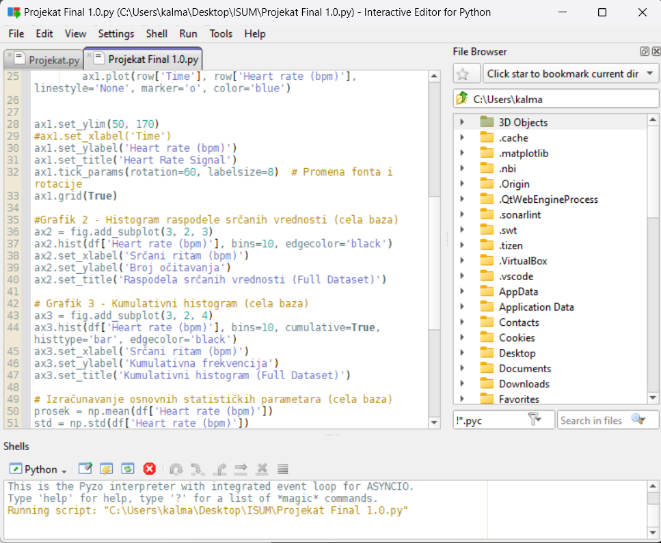 Projekat Final 1.0.py (C:\Users\kalma\Desktop\ISUM\Projekat Final 1.0.py) - Interactive Editor for Python
File Edit View Settings Shell Run Tools Help
Projekat.py Projekat Final 1.0.py
25 ax1.plot(row['Time'], row['Heart rate (bpm)'],
linestyle='None', marker='o', color='blue')
26
27
28 ax1.set_ylim(50, 170)
29 #ax1.set_xlabel('Time')
30 ax1.set_ylabel('Heart rate (bpm)')
31 ax1.set_title('Heart Rate Signal')
32 ax1.tick_params(rotation=60, labelsize=8) # Promena fonta i
rotacije
33 ax1.grid(True)
34
35 #Grafik 2 - Histogram raspodele srčanih vrednosti (cela baza)
36 ax2 = fig.add_subplot(3, 2, 3)
37 ax2.hist(df['Heart rate (bpm)'], bins=10, edgecolor='black')
38 ax2.set_xlabel('Srčani ritam (bpm)')
39 ax2.set_ylabel('Broj očitavanja')
40 ax2.set_title('Raspodela srčanih vrednosti (Full Dataset)')
41
42 # Grafik 3 - Kumulativni histogram (cela baza)
43 ax3 = fig.add_subplot(3, 2, 4)
44 ax3.hist(df['Heart rate (bpm)'], bins=10, cumulative=True,
histtype='bar', edgecolor='black')
45 ax3.set_xlabel('Srčani ritam (bpm)')
46 ax3.set_ylabel('Kumulativna frekvencija')
47 ax3.set_title('Kumulativni histogram (Full Dataset)')
48
49 # Izračunavanje osnovnih statističkih parametara (cela baza)
50 prosek = np.mean(df['Heart rate (bpm)'])
51 std = np.std(df['Heart rate (bpm)'])
File Browser
Click star to bookmark current dir
C:\Users\kalma
3D Objects
.cache
.matplotlib
.nbi
.Origin
.QtWebEngineProcess
.sonarlint
.swt
.tizen
.VirtualBox
.vscode
AppData
Application Data
Contacts
Cookies
Desktop
Documents
Downloads
Favorites
!*.pyc Search in files
Shells
Python
This is the Pyzo interpreter with integrated event loop for ASYNCIO.
Type 'help' for help, type '?' for a list of *magic* commands.
Running script: "C:\Users\kalma\Desktop\ISUM\Projekat Final 1.0.py"